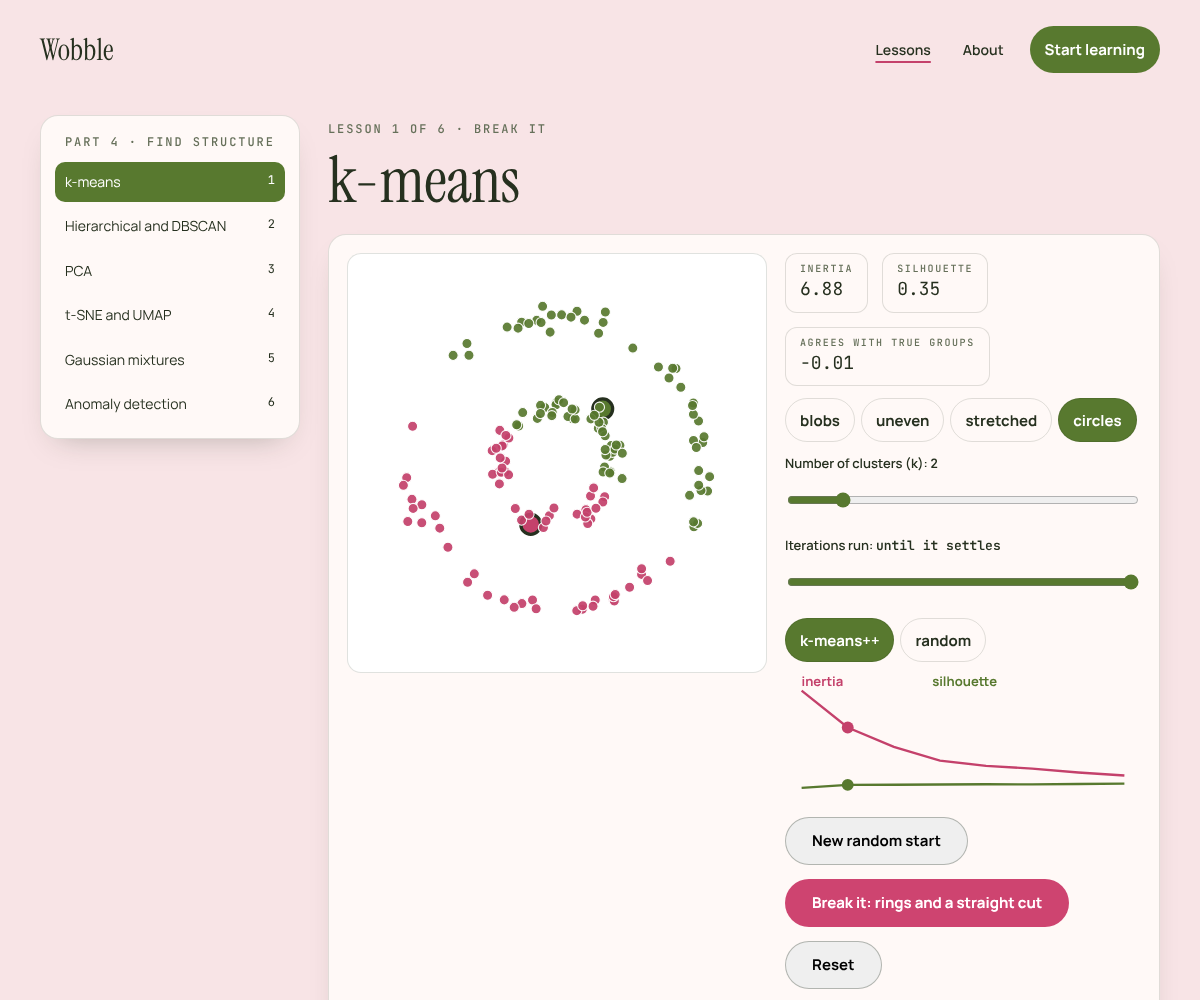 Wobble
Lessons
About
Start learning
PART 4 · FIND STRUCTURE
k-means 1
Hierarchical and DBSCAN 2
PCA 3
t-SNE and UMAP 4
Gaussian mixtures 5
Anomaly detection 6
LESSON 1 OF 6 · BREAK IT
k-means
INERTIA
6.88
SILHOUETTE
0.35
AGREES WITH TRUE GROUPS
-0.01
blobs uneven stretched circles
Number of clusters (k): 2
Iterations run: until it settles
k-means++ random
inertia silhouette
New random start
Break it: rings and a straight cut
Reset